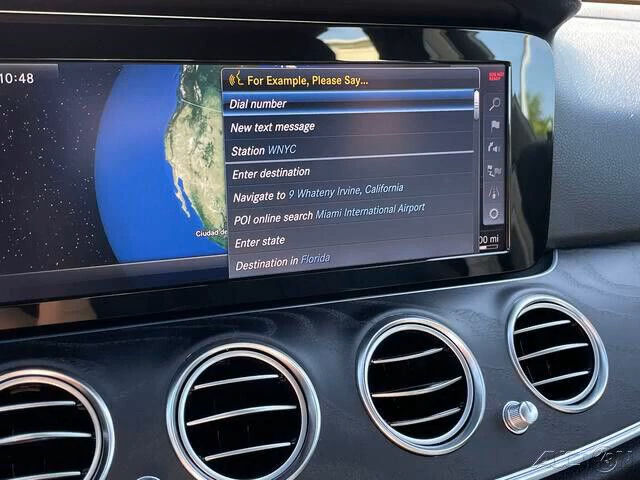 10:48
For Example, Please Say...
Dial number
New text message
Station WNYC
Enter destination
Navigate to 9 Whateny Irvine, California
POI online search Miami International Airport
Enter state
Ciudad de
Destination in Florida
00 mi